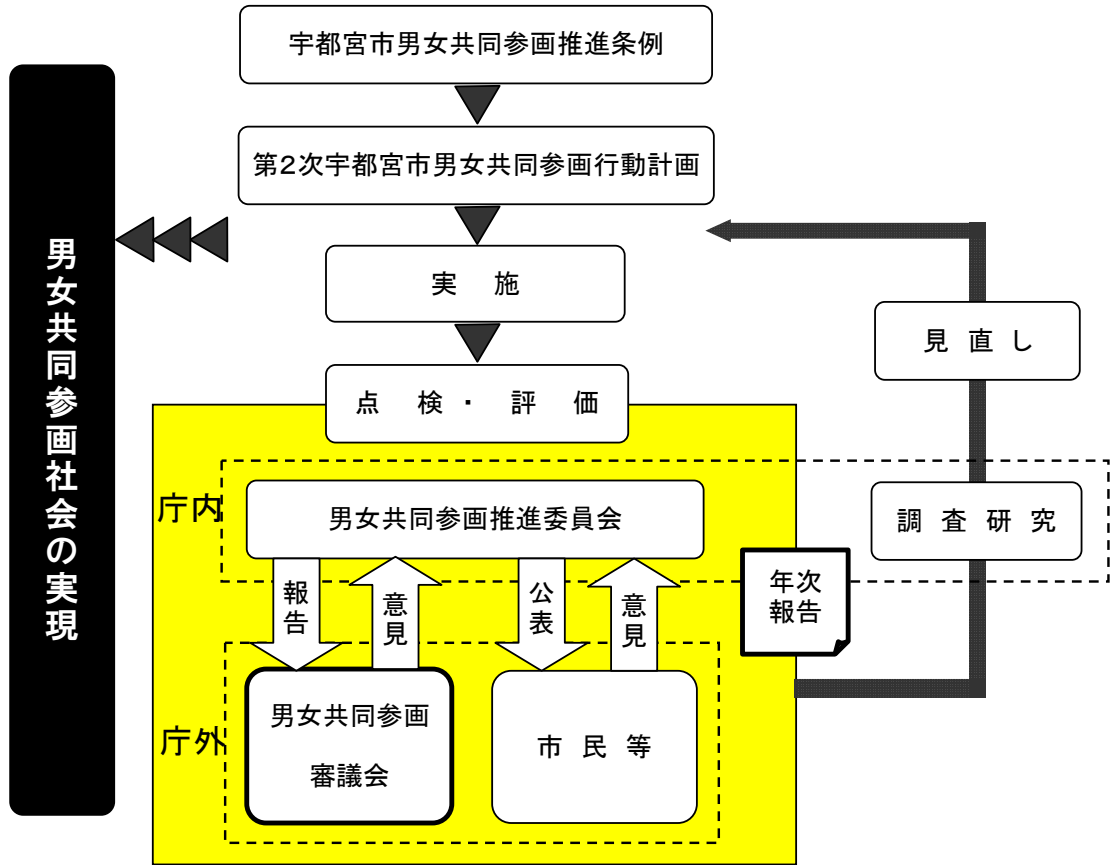 宇都宮市男女共同参画推進条例
第2次宇都宮市男女共同参画行動計画
男女共同参画社会の実現
実 施
見 直 し
点 検 ・ 評 価
庁内
男女共同参画推進委員会
調 査 研 究
年次
報告
報告
意見
公表
意見
庁外
男女共同参画
審議会
市 民 等